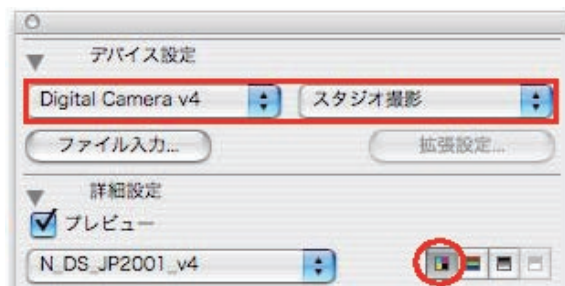 デバイス設定
Digital Camera v4 スタジオ撮影
ファイル入力... 拡張設定...
詳細設定
プレビュー
N_DS_JP2001_v4